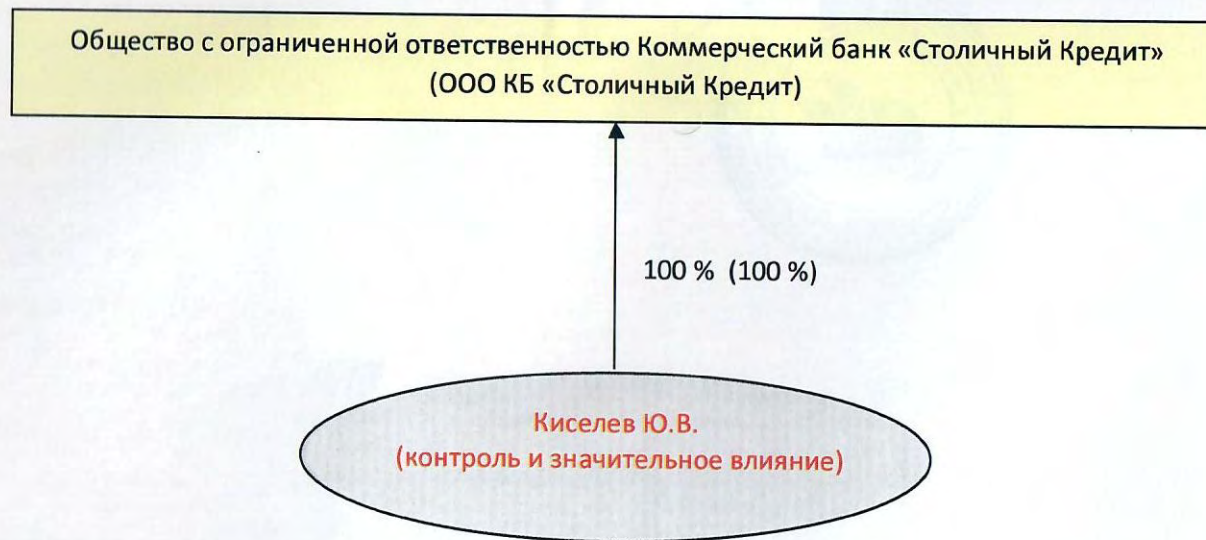 Общество с ограниченной ответственностью Коммерческий банк «Столичный Кредит»
(ООО КБ «Столичный Кредит)
100 % (100 %)
Киселев Ю.В.
(контроль и значительное влияние)